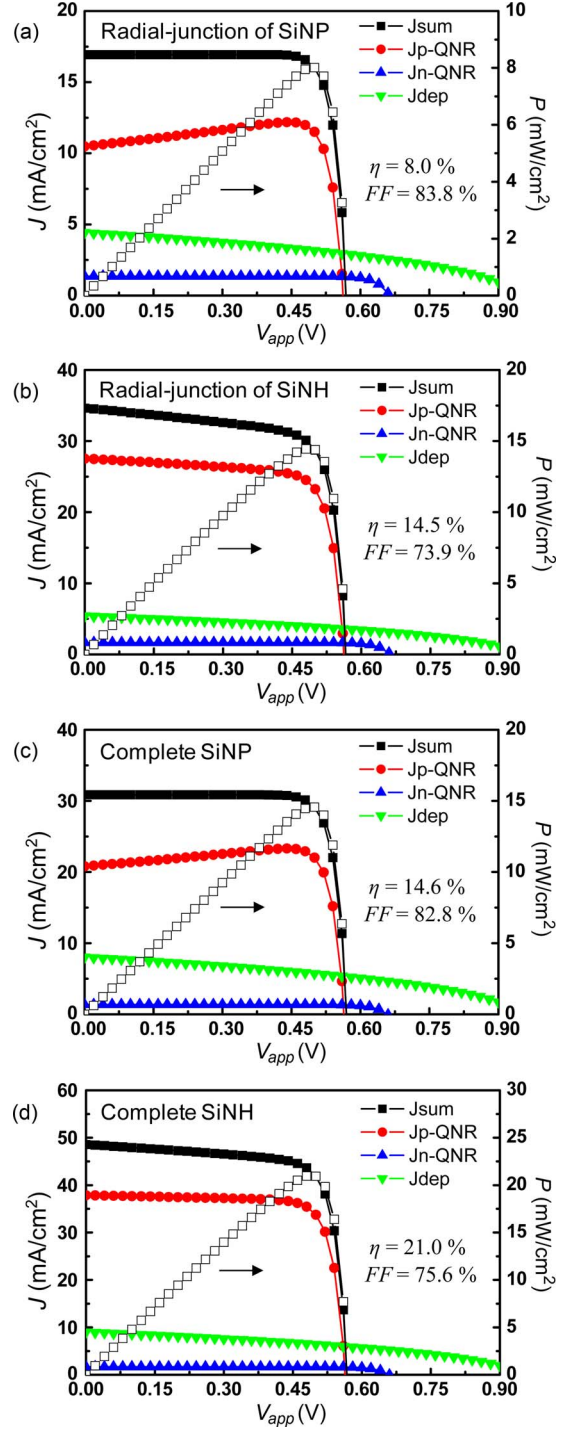 (a)
Radial-junction of SiNP
Jsum
Jp-QNR
Jn-QNR
Jdep
η = 8.0 %
FF = 83.8 %
20
15
10
5
0
J (mA/cm²)
10
8
6
4
2
0
P (mW/cm²)
0.00 0.15 0.30 0.45 0.60 0.75 0.90
Vapp (V)
(b)
Radial-junction of SiNH
Jsum
Jp-QNR
Jn-QNR
Jdep
η = 14.5 %
FF = 73.9 %
40
30
20
10
0
J (mA/cm²)
20
15
10
5
0
P (mW/cm²)
0.00 0.15 0.30 0.45 0.60 0.75 0.90
Vapp (V)
(c)
Complete SiNP
Jsum
Jp-QNR
Jn-QNR
Jdep
η = 14.6 %
FF = 82.8 %
40
30
20
10
0
J (mA/cm²)
20
15
10
5
0
P (mW/cm²)
0.00 0.15 0.30 0.45 0.60 0.75 0.90
Vapp (V)
(d)
Complete SiNH
Jsum
Jp-QNR
Jn-QNR
Jdep
η = 21.0 %
FF = 75.6 %
60
50
40
30
20
10
0
J (mA/cm²)
30
25
20
15
10
5
0
P (mW/cm²)
0.00 0.15 0.30 0.45 0.60 0.75 0.90
Vapp (V)